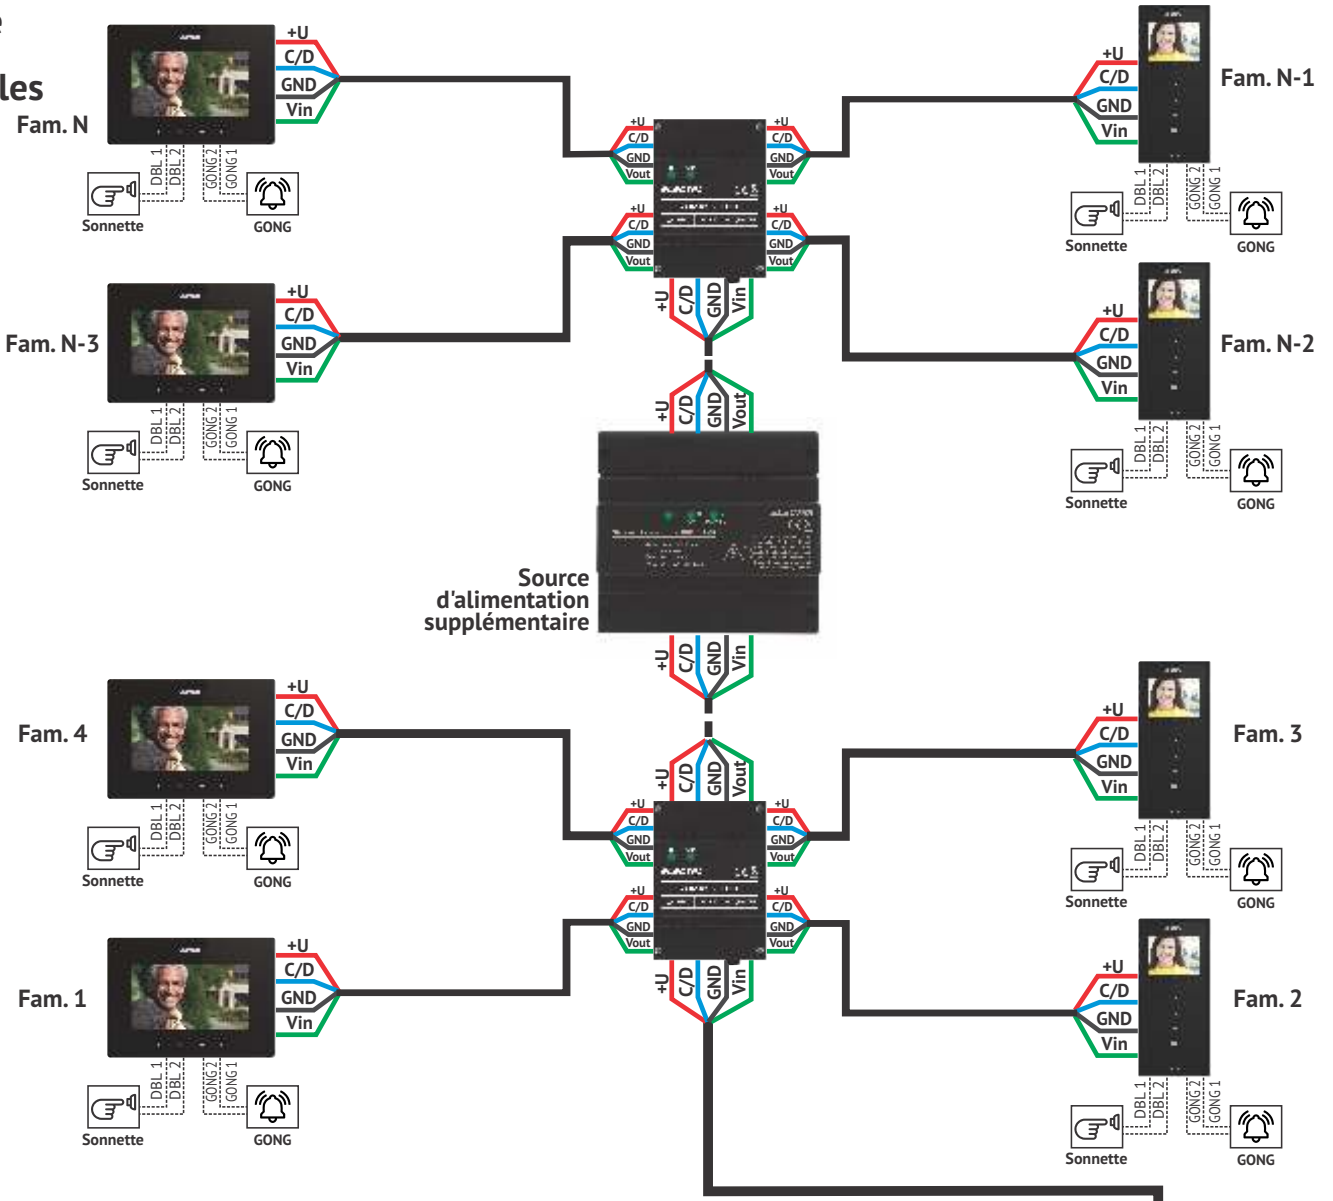 les
Fam. N
+U
C/D
GND
Vin
DBL 1
DBL 2
GONG 2
GONG 1
Sonnette
GONG
Fam. N-1
+U
C/D
GND
Vin
DBL 1
DBL 2
GONG 2
GONG 1
Sonnette
GONG
+U
C/D
GND
Vout
+U
C/D
GND
Vout
+U
C/D
GND
Vout
+U
C/D
GND
Vout
+U
C/D
GND
Vin
Fam. N-3
+U
C/D
GND
Vin
DBL 1
DBL 2
GONG 2
GONG 1
Sonnette
GONG
Fam. N-2
+U
C/D
GND
Vin
DBL 1
DBL 2
GONG 2
GONG 1
Sonnette
GONG
+U
C/D
GND
Vout
Source
d'alimentation
supplémentaire
+U
C/D
GND
Vin
Fam. 4
+U
C/D
GND
Vin
DBL 1
DBL 2
GONG 2
GONG 1
Sonnette
GONG
Fam. 3
+U
C/D
GND
Vin
DBL 1
DBL 2
GONG 2
GONG 1
Sonnette
GONG
+U
C/D
GND
Vout
+U
C/D
GND
Vout
+U
C/D
GND
Vout
+U
C/D
GND
Vout
+U
C/D
GND
Vout
+U
C/D
GND
Vin
Fam. 1
+U
C/D
GND
Vin
DBL 1
DBL 2
GONG 2
GONG 1
Sonnette
GONG
Fam. 2
+U
C/D
GND
Vin
DBL 1
DBL 2
GONG 2
GONG 1
Sonnette
GONG